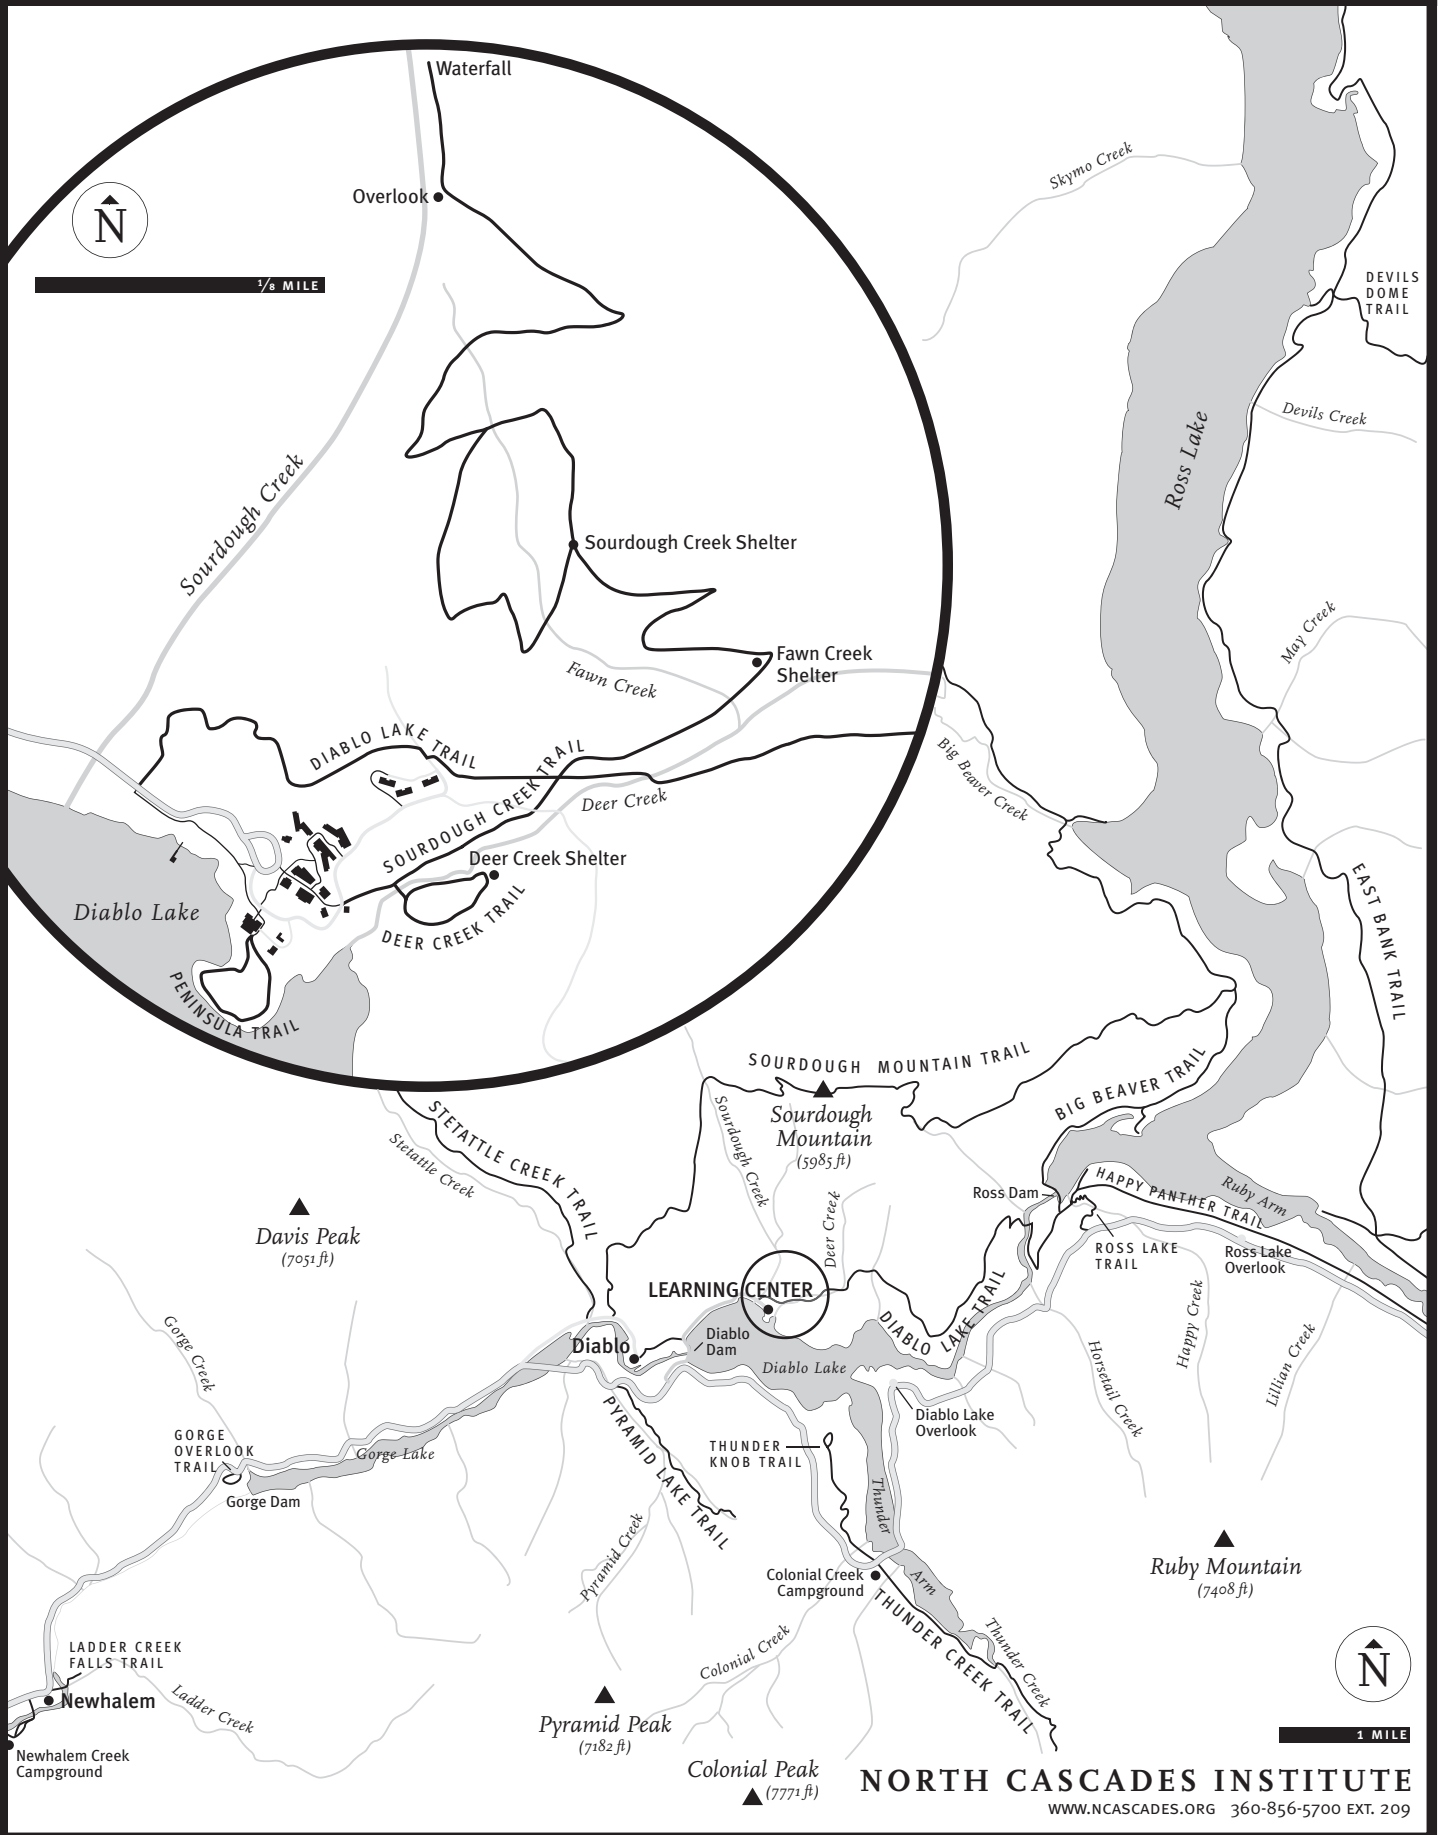 Waterfall
Overlook
N
1/8 MILE
Sourdough Creek
Sourdough Creek Shelter
Fawn Creek
Shelter
Fawn Creek
DIABLO LAKE TRAIL
SOURDOUGH CREEK TRAIL
Deer Creek
Deer Creek Shelter
DEER CREEK TRAIL
Diablo Lake
PENINSULA TRAIL
Skymo Creek
DEVILS
DOME
TRAIL
Devils Creek
Ross Lake
May Creek
Big Beaver Creek
EAST BANK TRAIL
SOURDOUGH MOUNTAIN TRAIL
Sourdough
Mountain
(5985 ft)
BIG BEAVER TRAIL
STETATTLE CREEK TRAIL
Stetattle Creek
Sourdough Creek
Deer Creek
Ross Dam
HAPPY PANTHER TRAIL
Ruby Arm
ROSS LAKE
TRAIL
Ross Lake
Overlook
Davis Peak
(7051 ft)
LEARNING CENTER
Diablo
Diablo
Dam
Diablo Lake
DIABLO LAKE TRAIL
Diablo Lake
Overlook
Happy Creek
Horsetail Creek
Lillian Creek
Gorge Creek
GORGE
OVERLOOK
TRAIL
Gorge Lake
Gorge Dam
PYRAMID LAKE TRAIL
Pyramid Creek
THUNDER
KNOB TRAIL
Thunder
Arm
Colonial Creek
Campground
THUNDER CREEK TRAIL
Thunder Creek
Colonial Creek
Ruby Mountain
(7408 ft)
LADDER CREEK
FALLS TRAIL
Newhalem
Ladder Creek
Newhalem Creek
Campground
Pyramid Peak
(7182 ft)
Colonial Peak
(7771 ft)
N
1 MILE
NORTH CASCADES INSTITUTE
WWW.NCASCADES.ORG 360-856-5700 EXT. 209